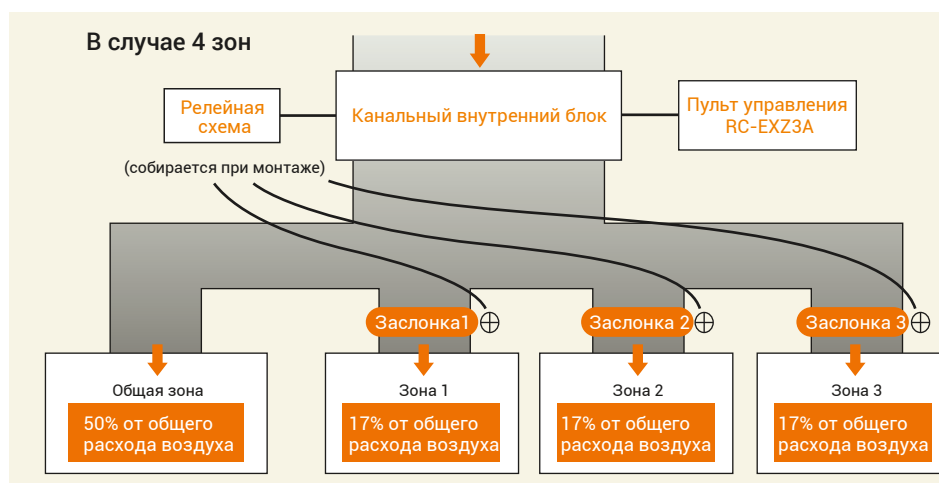 В случае 4 зон
Релейная
схема
Канальный внутренний блок
Пульт управления
RC-EXZ3A
(собирается при монтаже)
Заслонка1
Заслонка 2
Заслонка 3
Общая зона
50% от общего
расхода воздуха
Зона 1
17% от общего
расхода воздуха
Зона 2
17% от общего
расхода воздуха
Зона 3
17% от общего
расхода воздуха